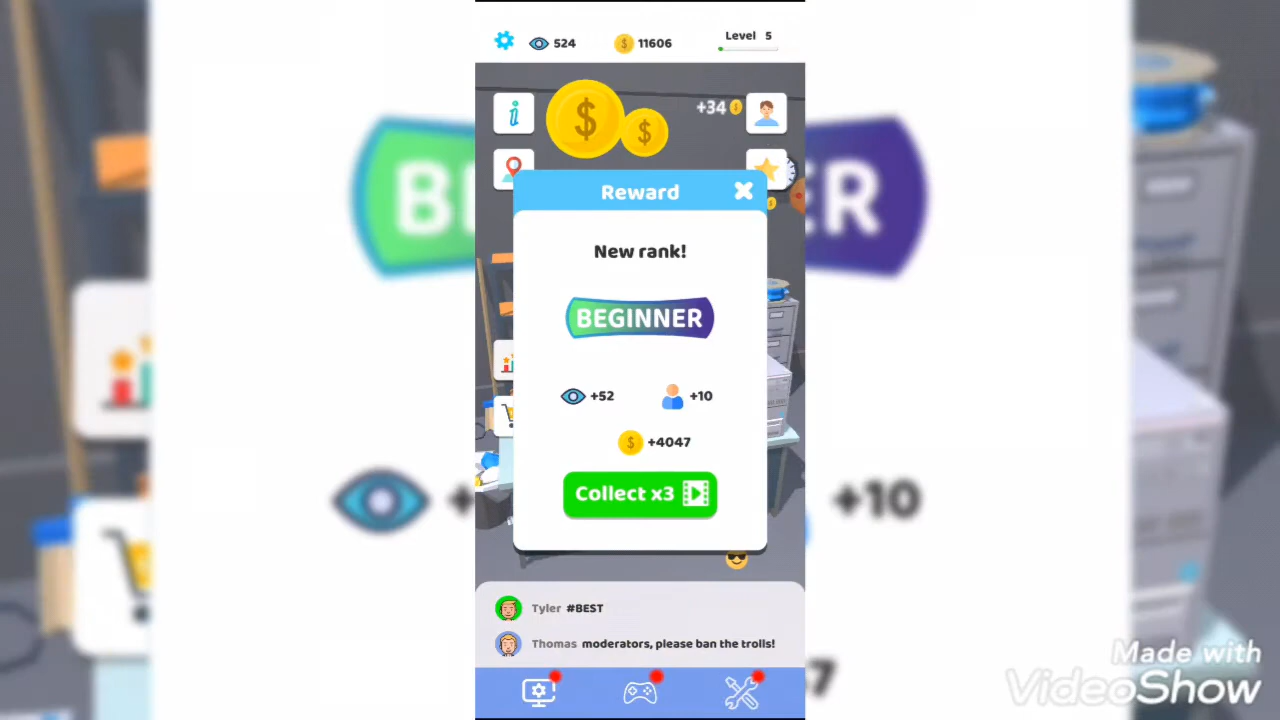 524
11606
Level 5
+34
Reward
New rank!
BEGINNER
+52
+10
+4047
Collect x3
Tyler #BEST
Thomas moderators, please ban the trolls!
Made with
VideoShow